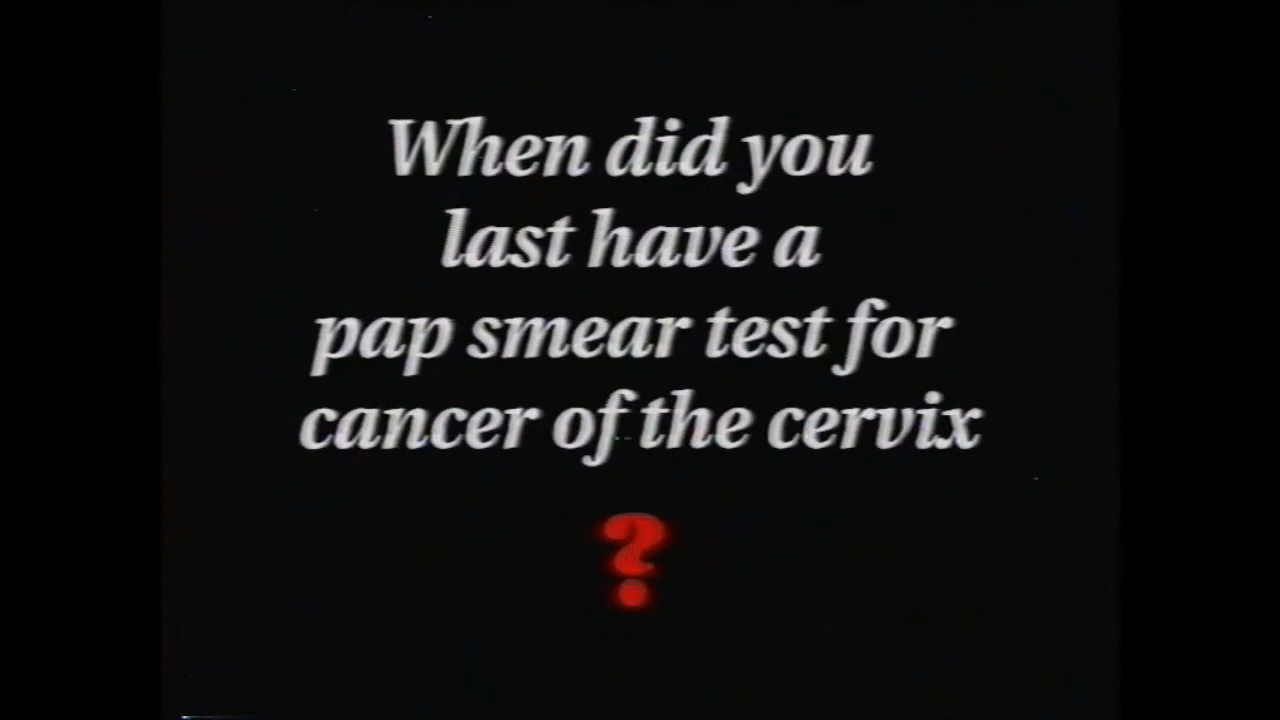 When did you
last have a
pap smear test for
cancer of the cervix
?